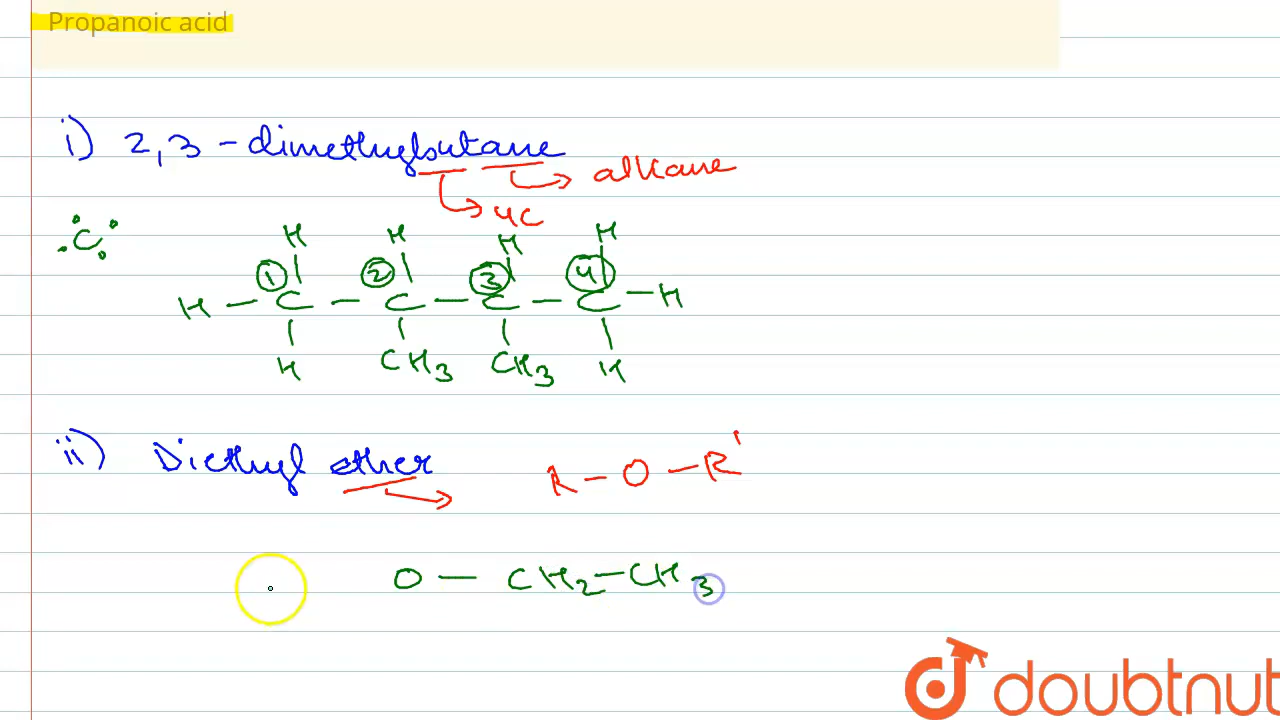 Propanoic acid
i) 2,3-dimethylbutane
alkane
4C
C
H H H H
1 2 3 4
H - C - C - C - C - H
H CH3 CH3 H
ii) Diethyl ether
R - O - R'
O - CH2 - CH3
doubtnut